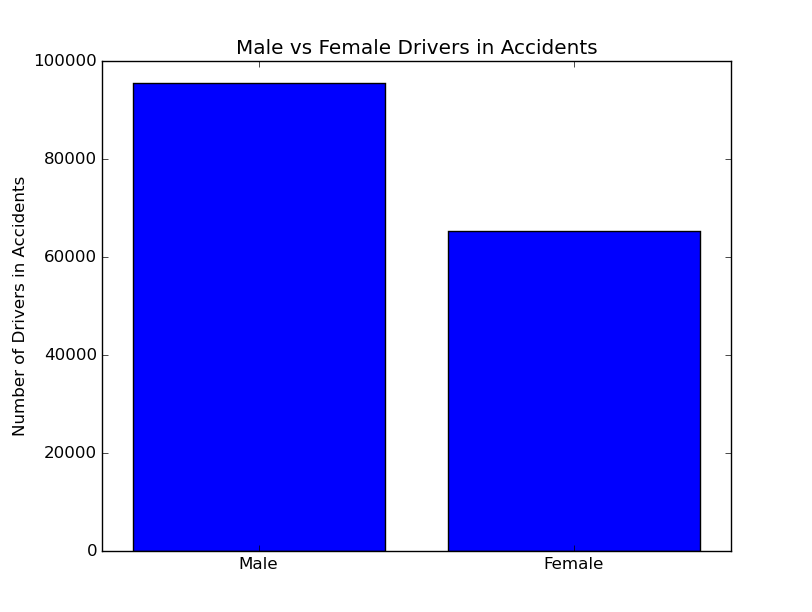 Male vs Female Drivers in Accidents
100000
80000
60000
40000
20000
0
Number of Drivers in Accidents
Male
Female